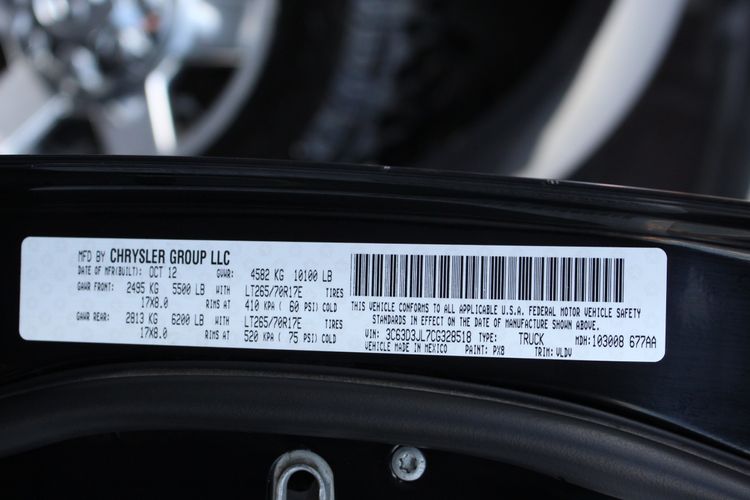 MFD BY CHRYSLER GROUP LLC
DATE OF MFR(BUILT): OCT 12 GVWR: 4582 KG 10100 LB
GAWR FRONT: 2495 KG 5500 LB WITH LT265/70R17E TIRES
17X8.0 RIMS AT 410 KPA ( 60 PSI) COLD
GAWR REAR: 2813 KG 6200 LB WITH LT265/70R17E TIRES
17X8.0 RIMS AT 520 KPA ( 75 PSI) COLD
THIS VEHICLE CONFORMS TO ALL APPLICABLE U.S.A. FEDERAL MOTOR VEHICLE SAFETY
STANDARDS IN EFFECT ON THE DATE OF MANUFACTURE SHOWN ABOVE.
VIN: 3C63D3JL7CG328518 TYPE: TRUCK MDH: 103008 677AA
VEHICLE MADE IN MEXICO PAINT: PX8 TRIM: VLDV